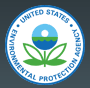 UNITED STATES
ENVIRONMENTAL PROTECTION AGENCY